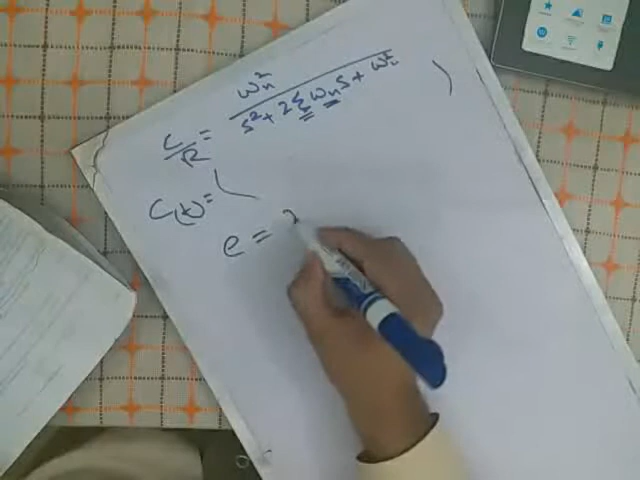 C/R = ωn² / s² + 2ξωns + ωn²
C(t) =
e =